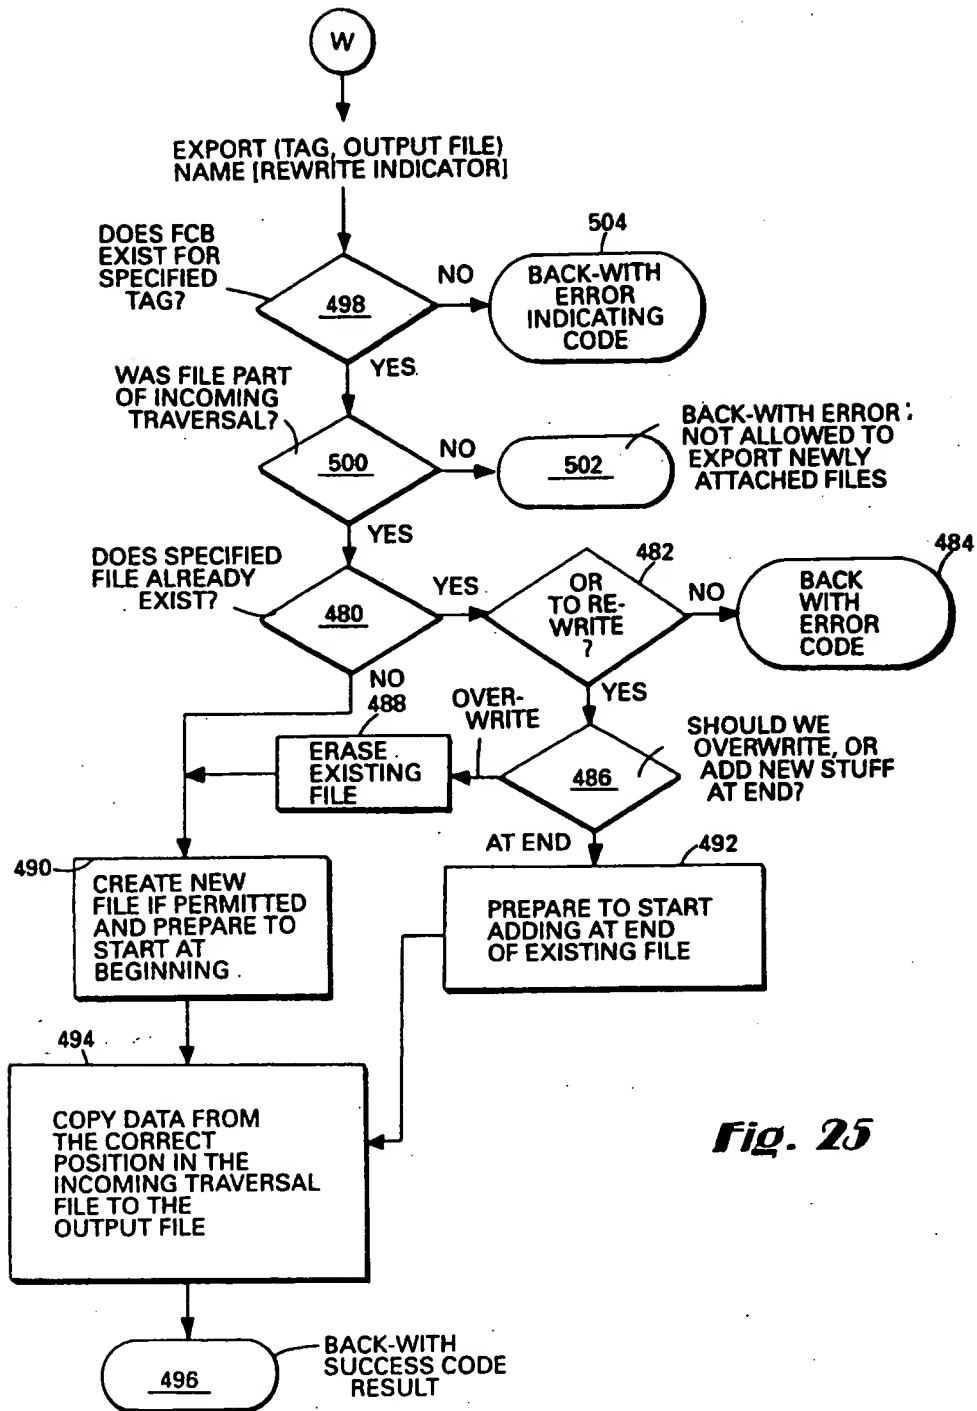 W
EXPORT (TAG, OUTPUT FILE)
NAME [REWRITE INDICATOR]
DOES FCB
EXIST FOR
SPECIFIED
TAG?
498
NO
504
BACK-WITH
ERROR
INDICATING
CODE
YES
WAS FILE PART
OF INCOMING
TRAVERSAL?
500
NO
502
BACK-WITH ERROR:
NOT ALLOWED TO
EXPORT NEWLY
ATTACHED FILES
YES
DOES SPECIFIED
FILE ALREADY
EXIST?
480
YES
482
OR
TO RE-
WRITE
?
NO
484
BACK
WITH
ERROR
CODE
NO
YES
488
OVER-
WRITE
ERASE
EXISTING
FILE
486
SHOULD WE
OVERWRITE, OR
ADD NEW STUFF
AT END?
AT END
492
490
CREATE NEW
FILE IF PERMITTED
AND PREPARE TO
START AT
BEGINNING
PREPARE TO START
ADDING AT END
OF EXISTING FILE
494
COPY DATA FROM
THE CORRECT
POSITION IN THE
INCOMING TRAVERSAL
FILE TO THE
OUTPUT FILE
Fig. 25
496
BACK-WITH
SUCCESS CODE
RESULT